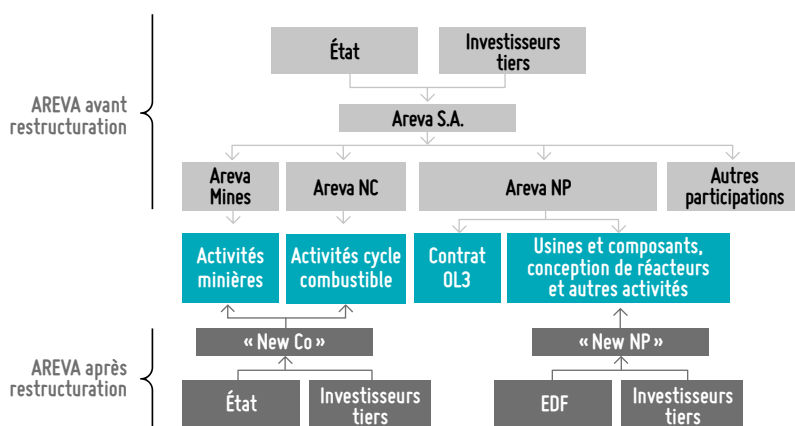 AREVA avant
restructuration
État
Investisseurs
tiers
Areva S.A.
Areva
Mines
Areva NC
Areva NP
Autres
participations
Activités
minières
Activités cycle
combustible
Contrat
OL3
Usines et composants,
conception de réacteurs
et autres activités
AREVA après
restructuration
« New Co »
« New NP »
État
Investisseurs
tiers
EDF
Investisseurs
tiers